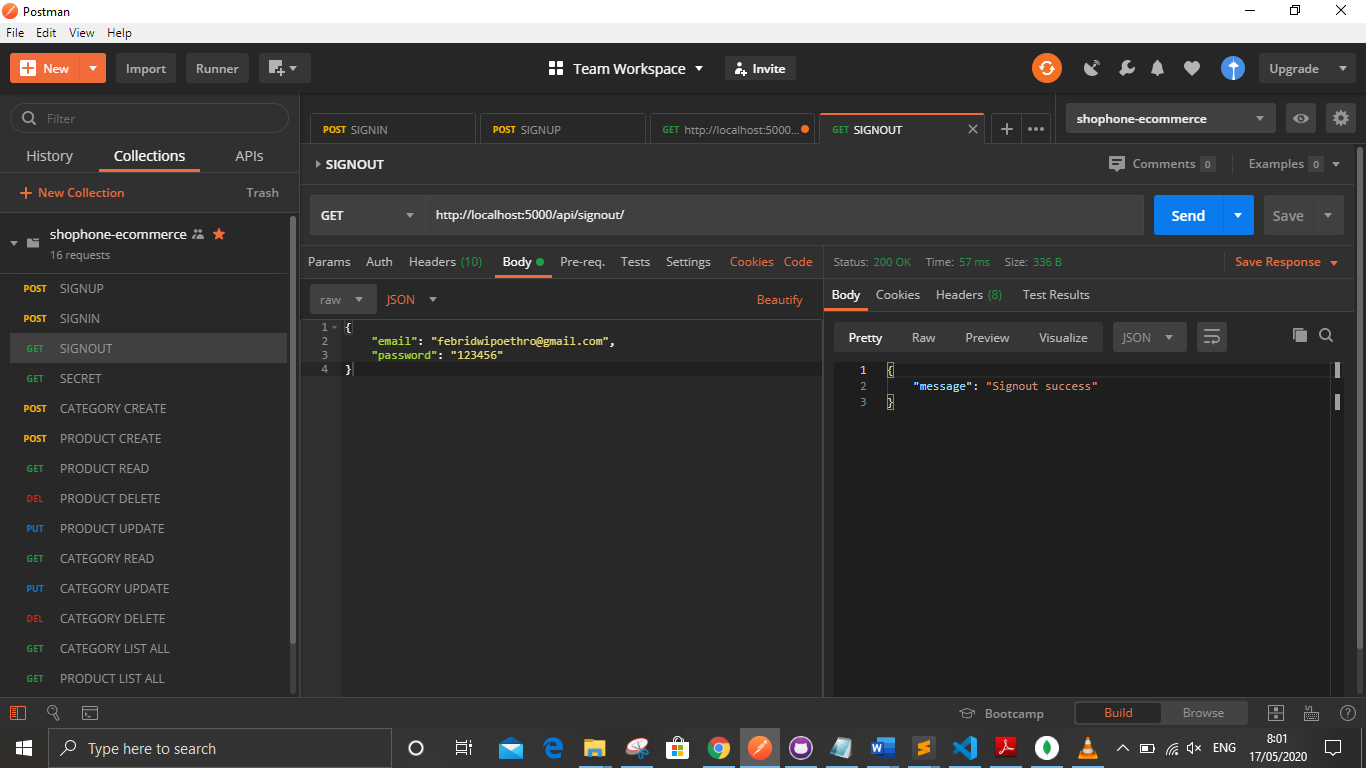 Postman
File Edit View Help
New Import Runner Team Workspace Invite Upgrade
Filter
History Collections APIs
New Collection Trash
shophone-ecommerce
16 requests
POST SIGNUP
POST SIGNIN
GET SIGNOUT
GET SECRET
POST CATEGORY CREATE
POST PRODUCT CREATE
GET PRODUCT READ
DEL PRODUCT DELETE
PUT PRODUCT UPDATE
GET CATEGORY READ
PUT CATEGORY UPDATE
DEL CATEGORY DELETE
GET CATEGORY LIST ALL
GET PRODUCT LIST ALL
POST SIGNIN POST SIGNUP GET http://localhost:5000... GET SIGNOUT shophone-ecommerce
SIGNOUT Comments 0 Examples 0
GET http://localhost:5000/api/signout/ Send Save
Params Auth Headers (10) Body Pre-req. Tests Settings Cookies Code
raw JSON Beautify
1 {
2 "email": "febridwipoethro@gmail.com",
3 "password": "123456"
4 }
Status: 200 OK Time: 57 ms Size: 336 B Save Response
Body Cookies Headers (8) Test Results
Pretty Raw Preview Visualize JSON
1 {
2 "message": "Signout success"
3 }
Bootcamp Build Browse
Type here to search ENG 8:01
17/05/2020